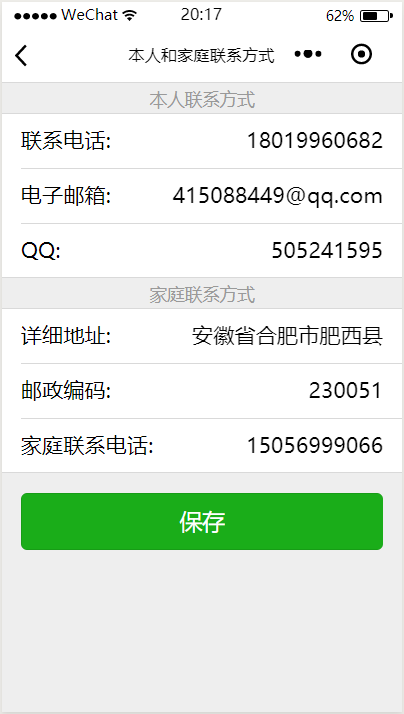 WeChat 20:17 62%
本人和家庭联系方式
本人联系方式
联系电话: 18019960682
电子邮箱: 415088449@qq.com
QQ: 505241595
家庭联系方式
详细地址: 安徽省合肥市肥西县
邮政编码: 230051
家庭联系电话: 15056999066
保存